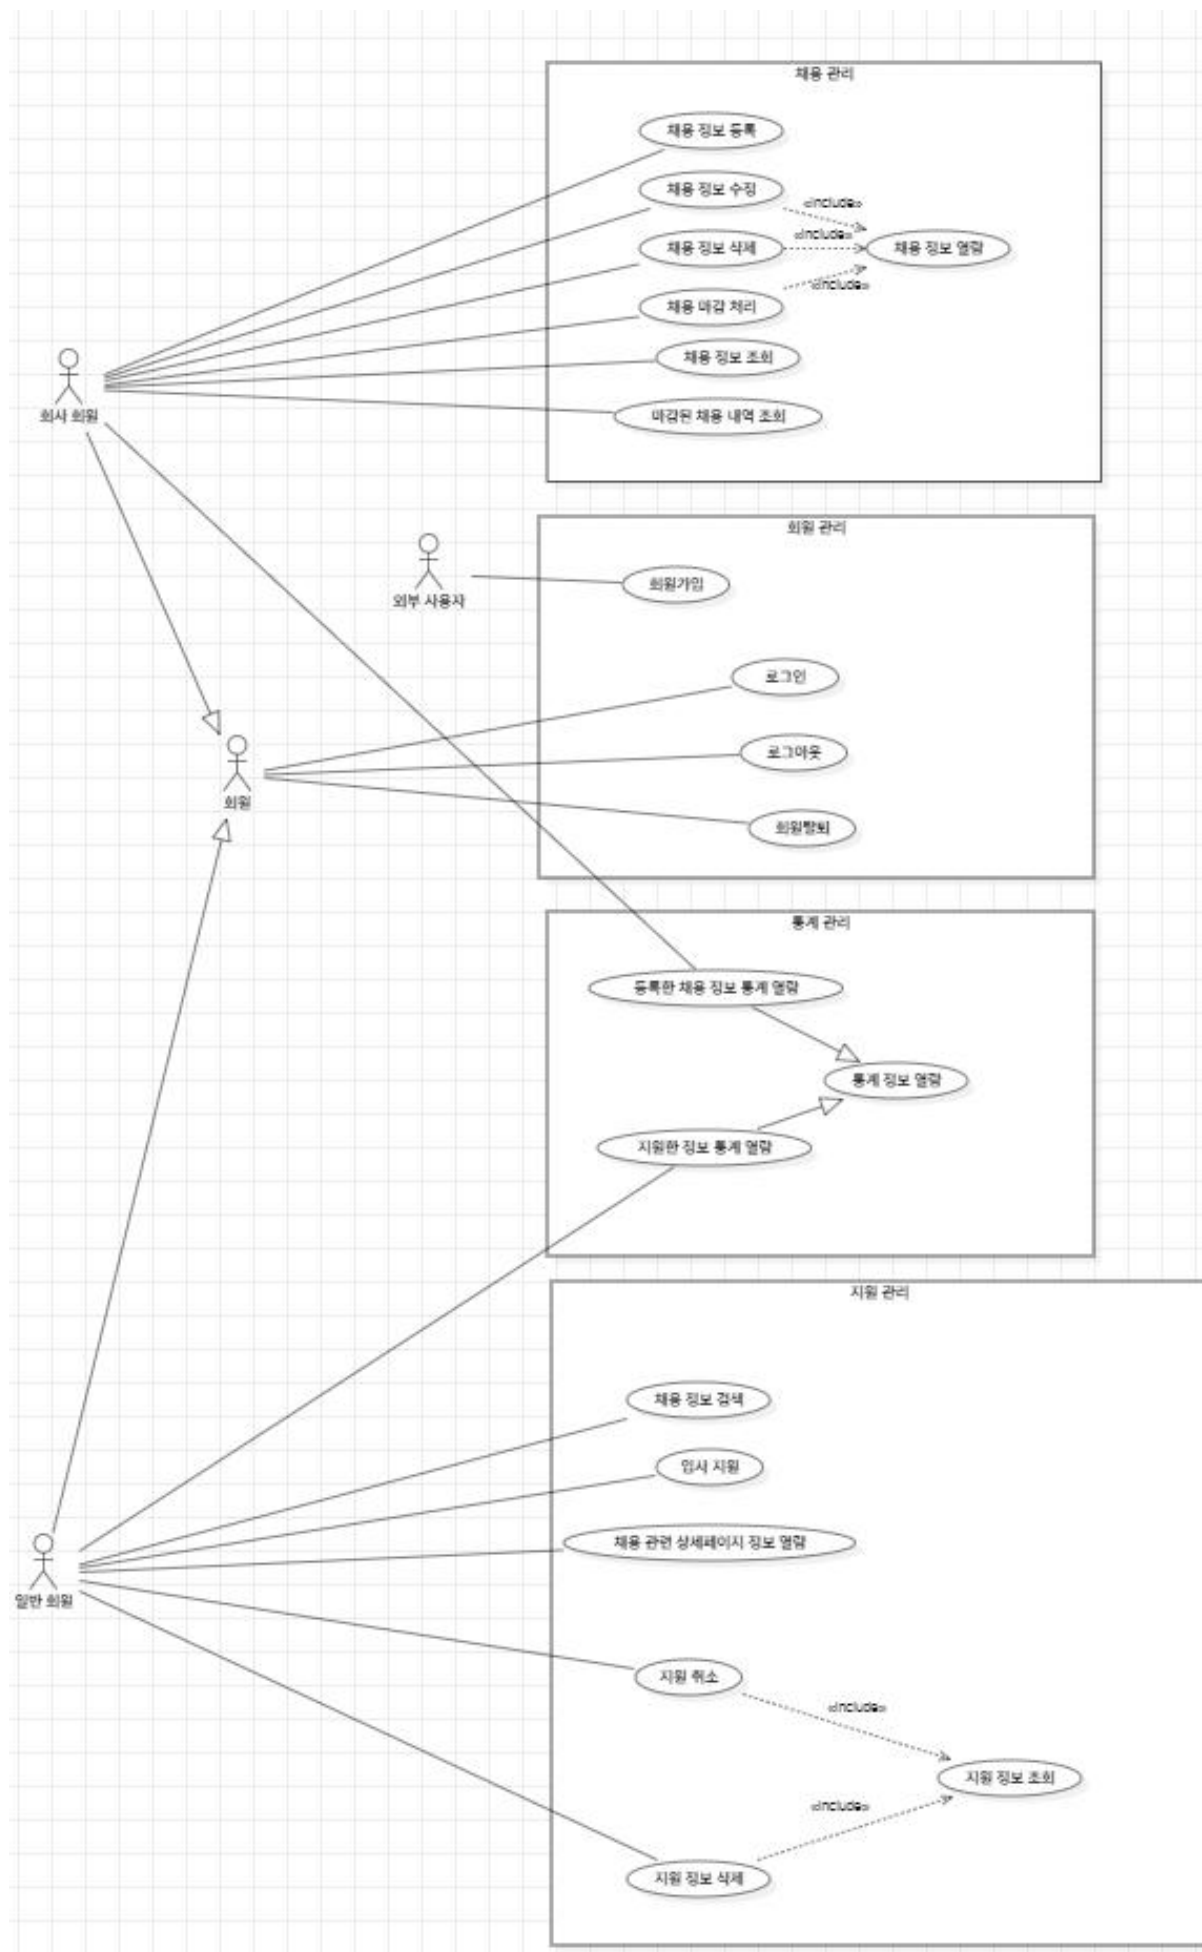 채용 관리
채용 정보 등록
채용 정보 수정
«include»
«include»
채용 정보 삭제
채용 정보 열람
«include»
채용 마감 처리
채용 정보 조회
회사 회원
마감된 채용 내역 조회
회원 관리
외부 사용자
회원가입
로그인
로그아웃
회원
회원탈퇴
통계 관리
등록한 채용 정보 통계 열람
통계 정보 열람
지원한 정보 통계 열람
지원 관리
채용 정보 검색
입사 지원
채용 관련 상세페이지 정보 열람
일반 회원
지원 취소
«include»
지원 정보 조회
«include»
지원 정보 삭제